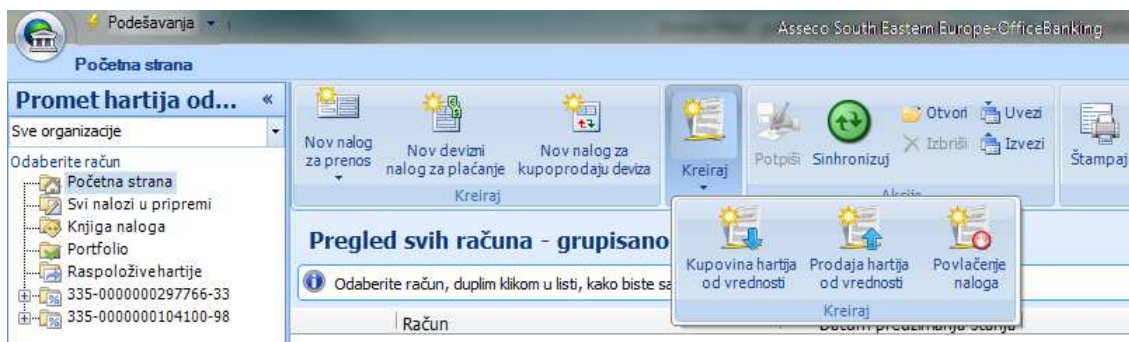 Podešavanja
Asseco South Eastern Europe-OfficeBanking
Početna strana
Promet hartija od... «
Sve organizacije
Odaberite račun
Početna strana
Svi nalozi u pripremi
Knjiga naloga
Portfolio
Raspoloživehartije
335-0000000297766-33
335-0000000104100-98
Nov nalog
za prenos
Nov devizni
nalog za plaćanje
Nov nalog za
kupoprodaju deviza
Kreiraj
Kreiraj
Potpiši
Sinhronizuj
Otvori
Uvezi
Izbriši
Izvezi
Štampaj
Akcije
Pregled svih računa - grupisano
Odaberite račun, duplim klikom u listi, kako biste
Račun
Kupovina hartija
od vrednosti
Prodaja hartija
od vrednosti
Povlačenje
naloga
Kreiraj